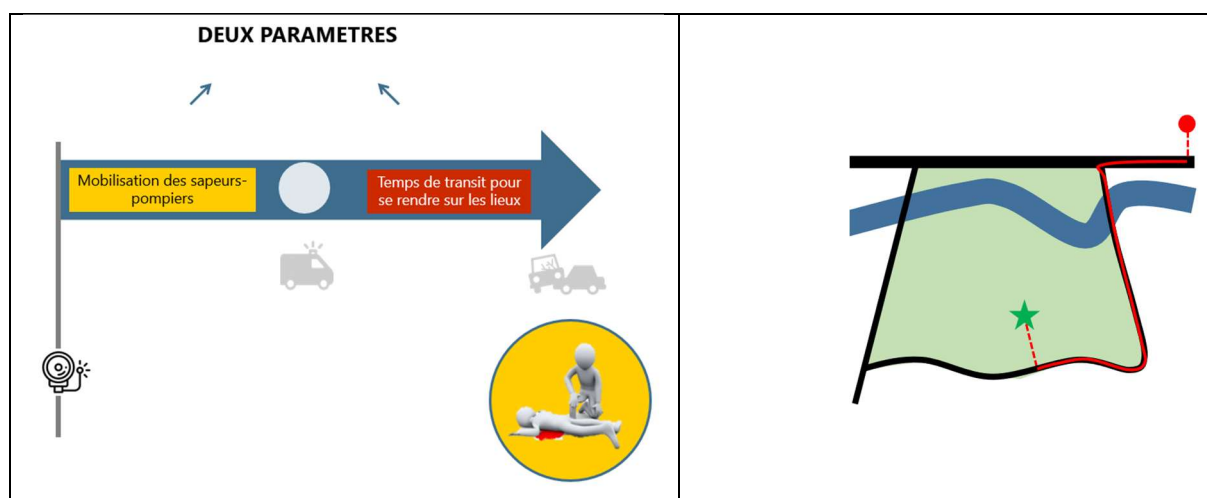 DEUX PARAMETRES
Mobilisation des sapeurs-
pompiers
Temps de transit pour
se rendre sur les lieux